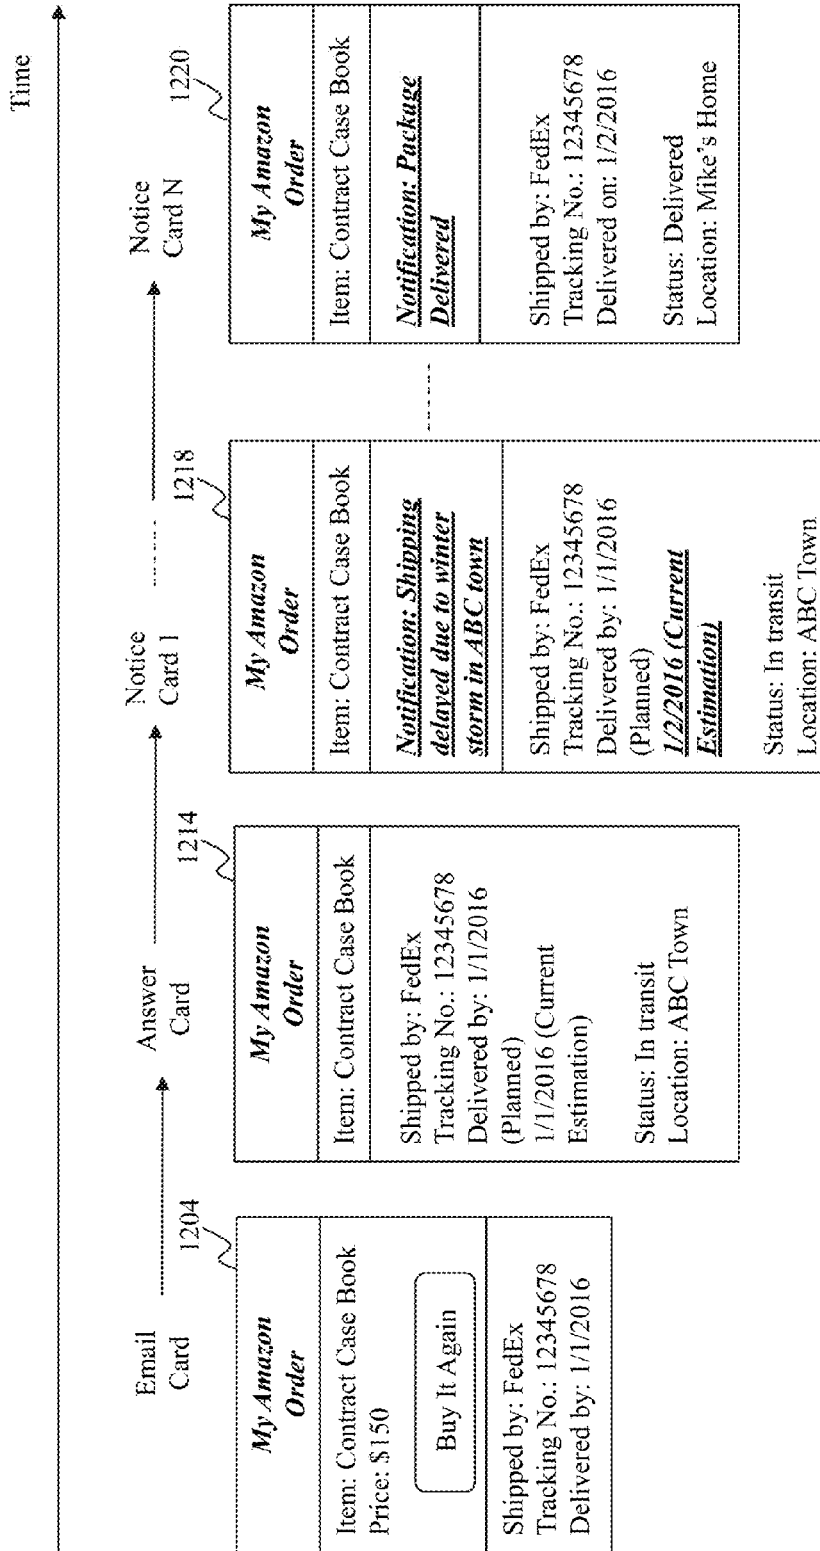 Time
Email
Card
Answer
Card
Notice
Card 1
Notice
Card N
1204
My Amazon
Order
Item: Contract Case Book
Price: $150
Buy It Again
Shipped by: FedEx
Tracking No.: 12345678
Delivered by: 1/1/2016
1214
My Amazon
Order
Item: Contract Case Book
Shipped by: FedEx
Tracking No.: 12345678
Delivered by: 1/1/2016
(Planned)
1/1/2016 (Current
Estimation)
Status: In transit
Location: ABC Town
1218
My Amazon
Order
Item: Contract Case Book
Notification: Shipping
delayed due to winter
storm in ABC town
Shipped by: FedEx
Tracking No.: 12345678
Delivered by: 1/1/2016
(Planned)
1/2/2016 (Current
Estimation)
Status: In transit
Location: ABC Town
1220
My Amazon
Order
Item: Contract Case Book
Notification: Package
Delivered
Shipped by: FedEx
Tracking No.: 12345678
Delivered on: 1/2/2016
Status: Delivered
Location: Mike's Home